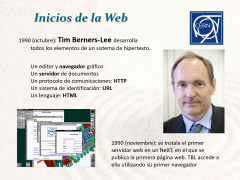 Inicios de la Web
CERN
1990 (octubre): Tim Berners-Lee desarrolla
todos los elementos de un sistema de hipertexto.
Un editor y navegador gráfico
Un servidor de documentos
Un protocolo de comunicaciones: HTTP
Un sistema de identificación: URL
Un lenguaje: HTML
1990 (noviembre): se instala el primer
servidor web en un NeXT, en el que se
publica la primera página web. TBL accede a
ella utilizando su primer navegador